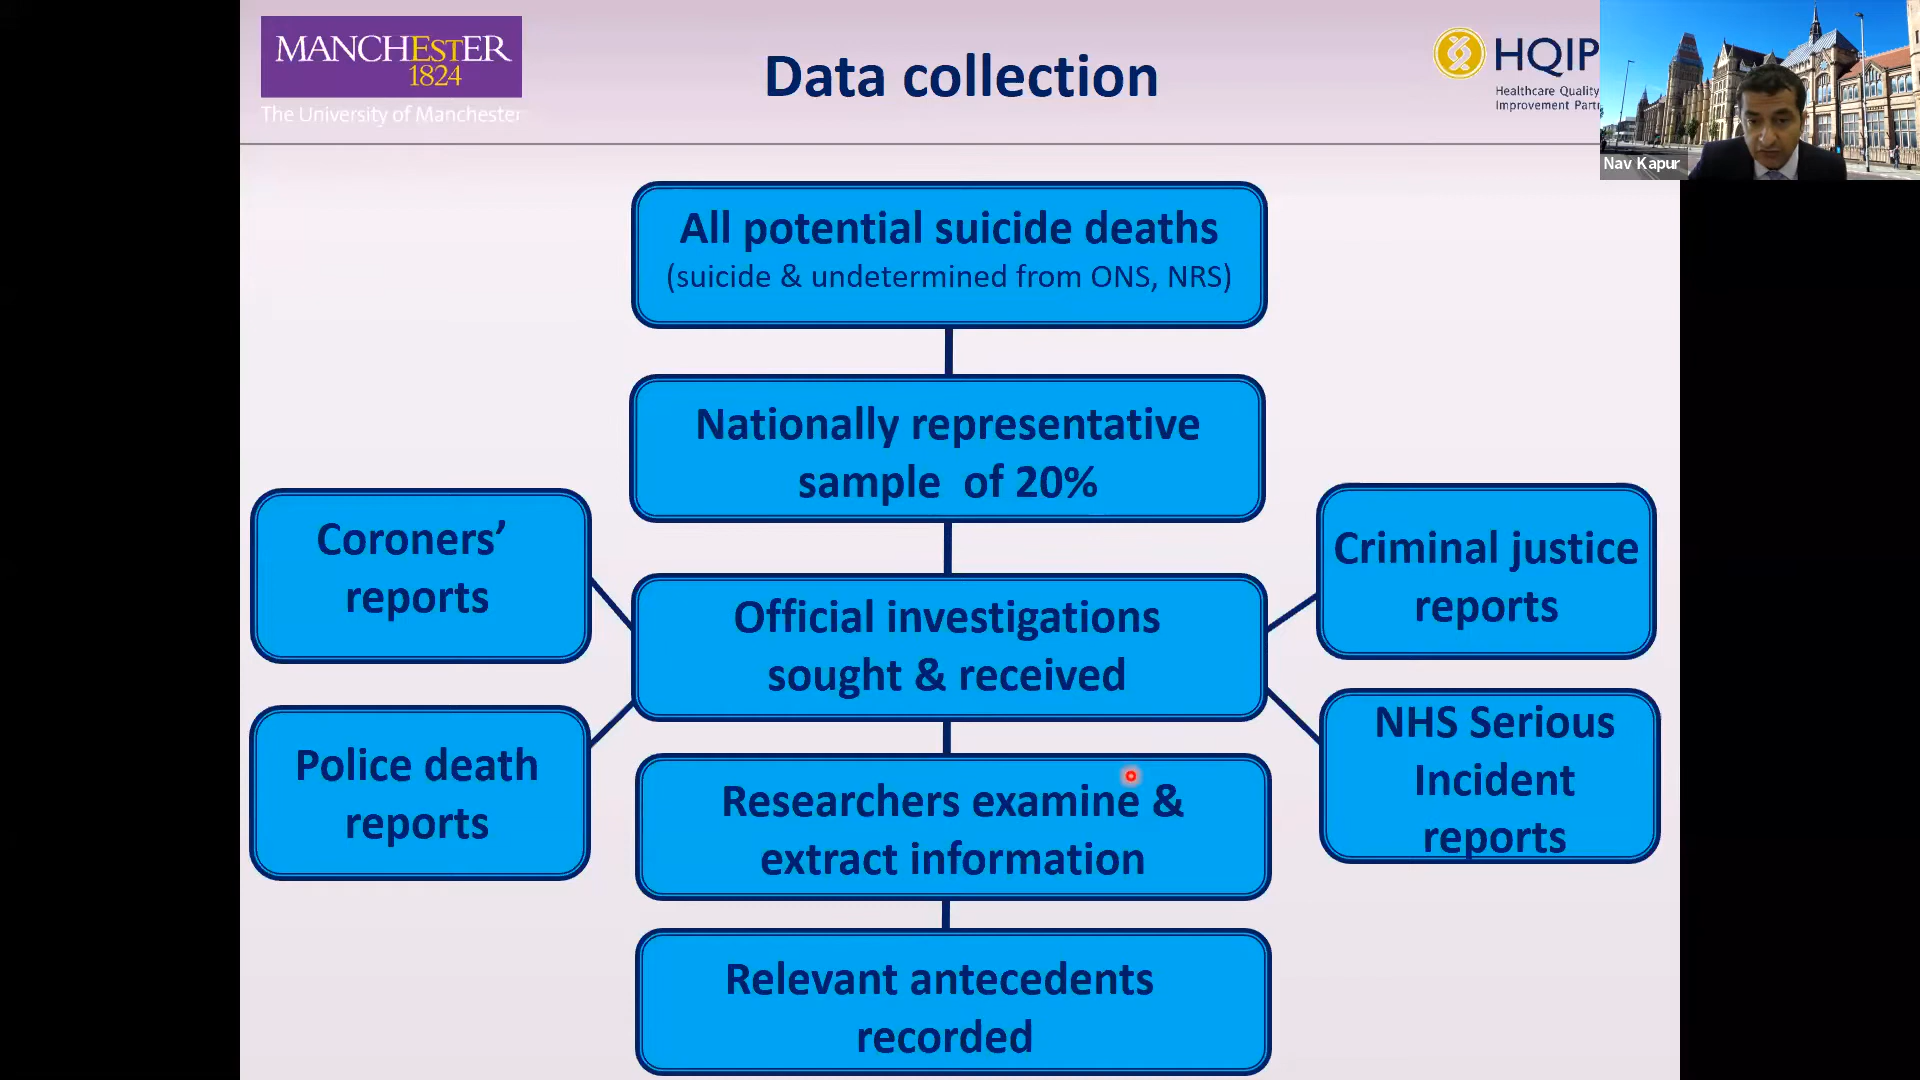 MANCHESTER
1824
The University of Manchester
Data collection
HQIP
Healthcare Quality
Improvement
Nav Kapur
All potential suicide deaths
(suicide & undetermined from ONS, NRS)
Nationally representative
sample of 20%
Coroners’
reports
Criminal justice
reports
Official investigations
sought & received
Police death
reports
NHS Serious
Incident
reports
Researchers examine &
extract information
Relevant antecedents
recorded